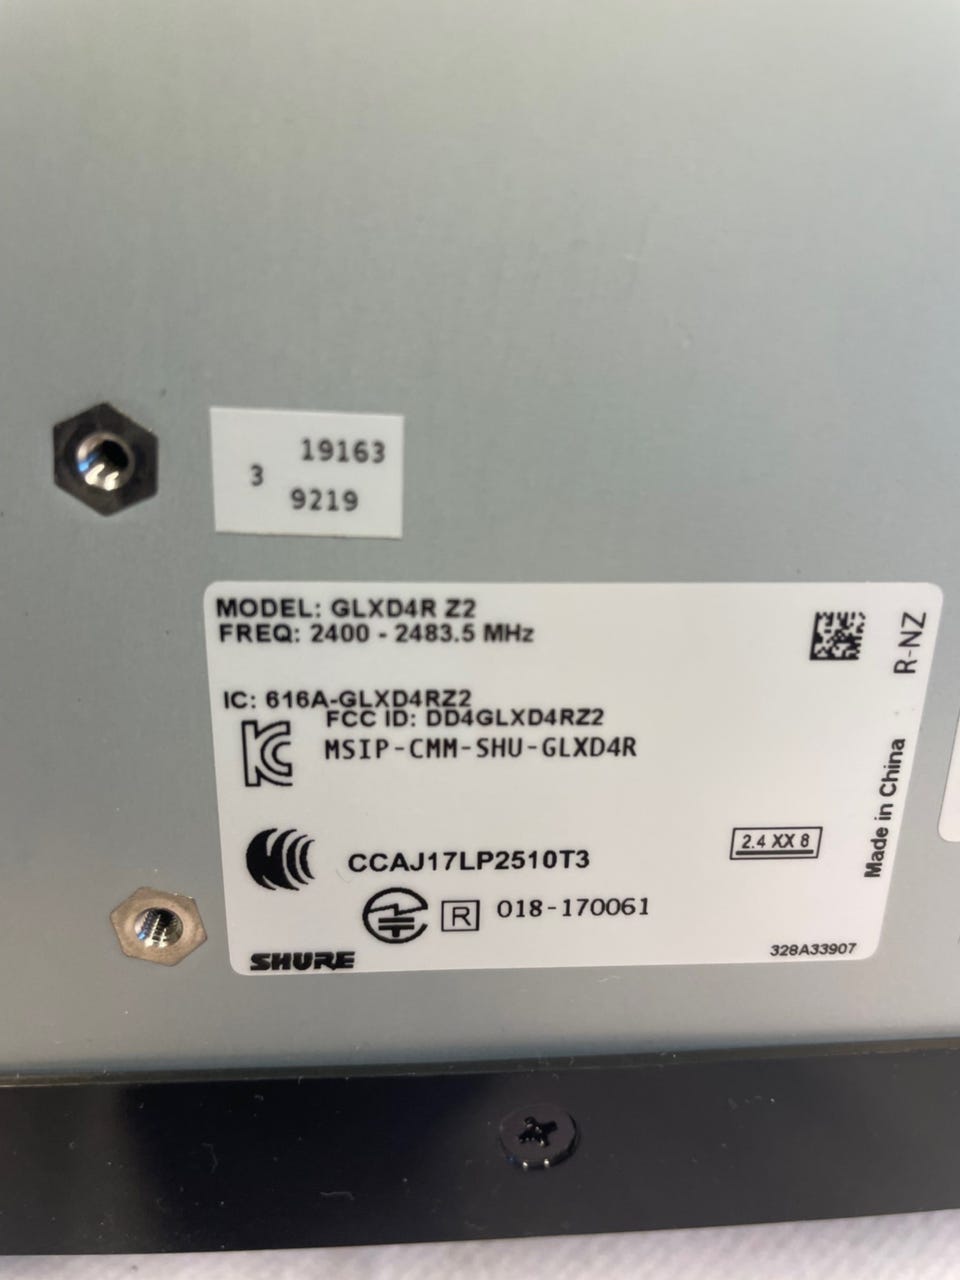 19163
3
9219
MODEL: GLXD4R Z2
FREQ: 2400 - 2483.5 MHz
R-NZ
IC: 616A-GLXD4RZ2
FCC ID: DD4GLXD4RZ2
MSIP-CMM-SHU-GLXD4R
Made in China
2.4 XX 8
CCAJ17LP2510T3
R 018-170061
SHURE
328A33907